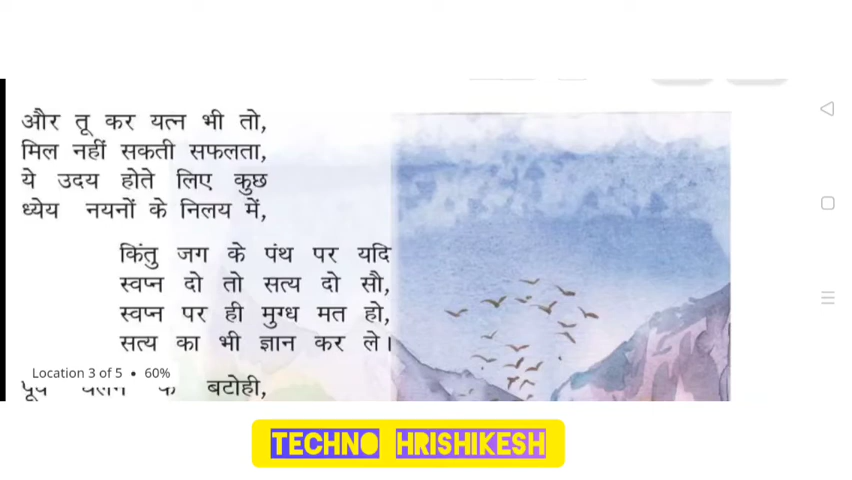 और तू कर यत्न भी तो,
मिल नहीं सकती सफलता,
ये उदय होते लिए कुछ
ध्येय नयनों के निलय में,
किंतु जग के पंथ पर यदि
स्वप्न दो तो सत्य दो सौ,
स्वप्न पर ही मुग्ध मत हो,
सत्य का भी ज्ञान कर ले।
Location 3 of 5 • 60%
बटोही,
TECHNO HRISHIKESH